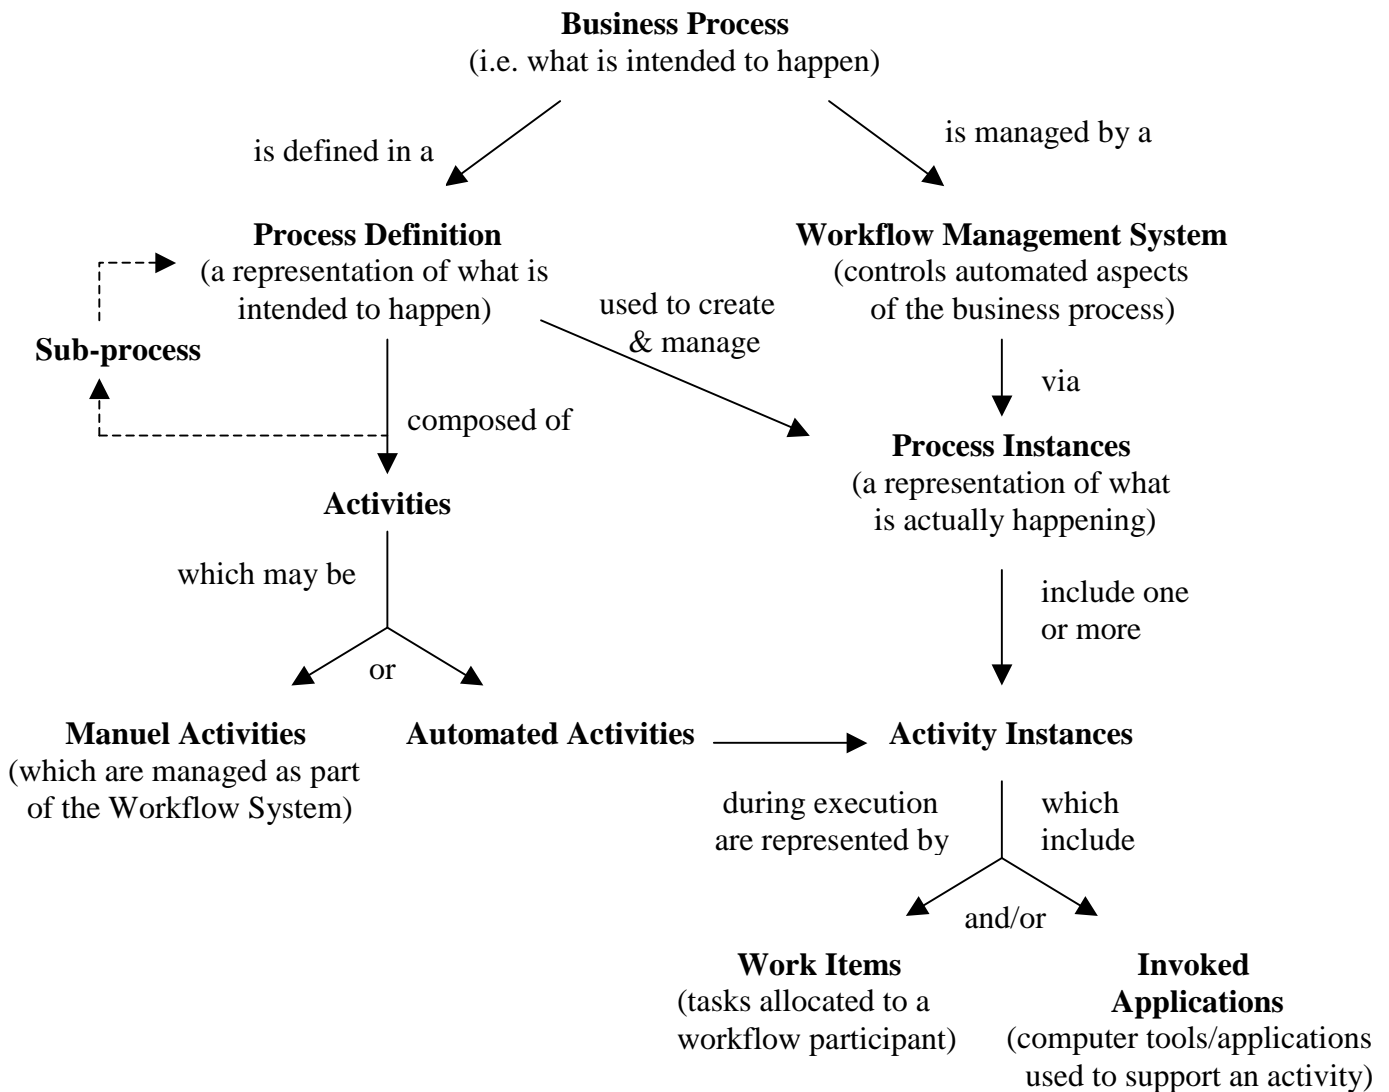 Business Process
(i.e. what is intended to happen)
is defined in a
is managed by a
Process Definition
(a representation of what is
intended to happen)
Workflow Management System
(controls automated aspects
of the business process)
used to create
& manage
Sub-process
via
composed of
Process Instances
(a representation of what
is actually happening)
Activities
which may be
include one
or more
or
Manuel Activities
(which are managed as part
of the Workflow System)
Automated Activities
Activity Instances
during execution
are represented by
which
include
and/or
Work Items
(tasks allocated to a
workflow participant)
Invoked
Applications
(computer tools/applications
used to support an activity)